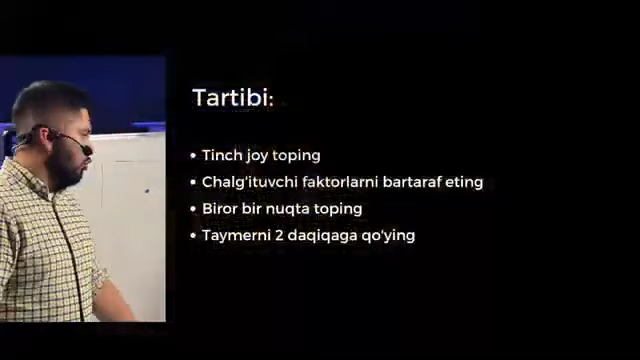 Tartibi:
• Tinch joy toping
• Chalg'ituvchi faktorlarni bartaraf eting
• Biror bir nuqta toping
• Taymerni 2 daqiqaga qo'ying